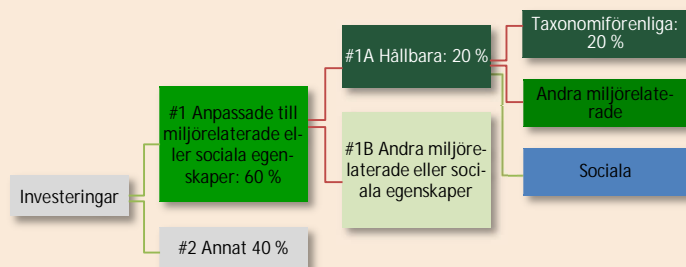 Investeringar
#1 Anpassade till
miljörelaterade el-
ler sociala egen-
skaper: 60 %
#2 Annat 40 %
#1A Hållbara: 20 %
#1B Andra miljöre-
laterade eller soci-
ala egenskaper
Taxonomiförenliga:
20 %
Andra miljörelate-
rade
Sociala